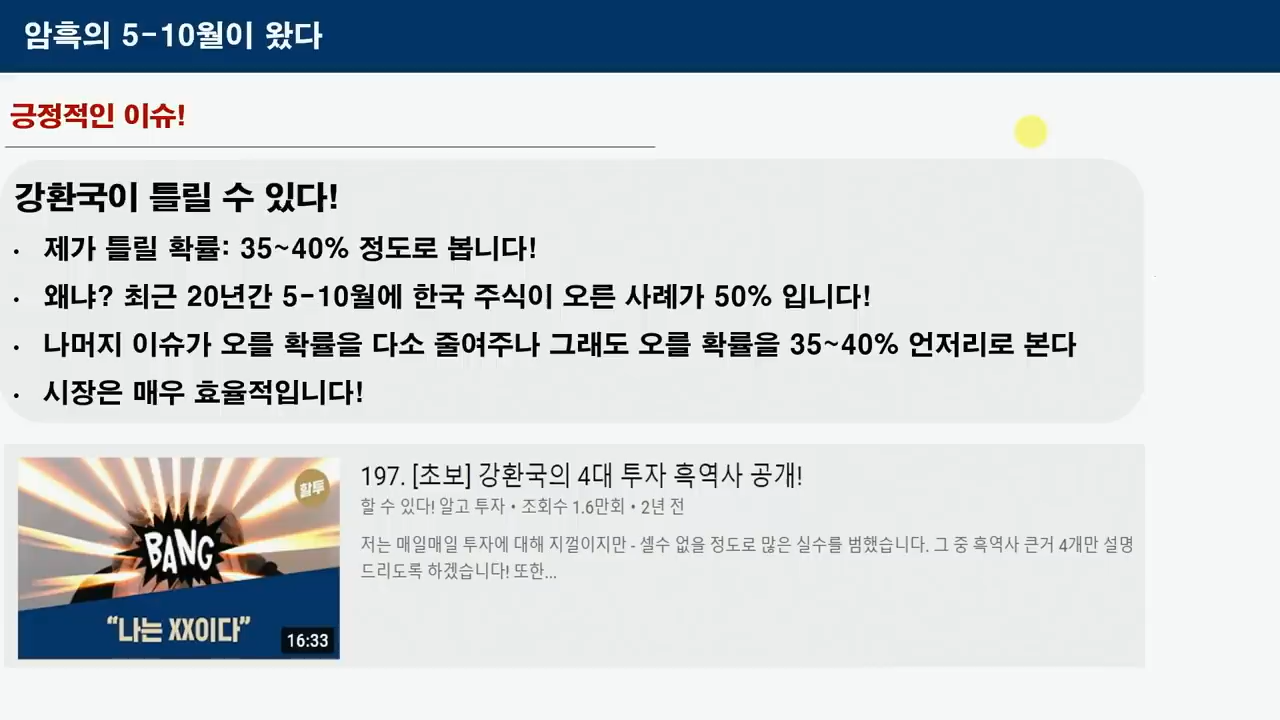 암흑의 5-10월이 왔다
긍정적인 이슈!
강환국이 틀릴 수 있다!
• 제가 틀릴 확률: 35~40% 정도로 봅니다!
• 왜냐? 최근 20년간 5-10월에 한국 주식이 오른 사례가 50% 입니다!
• 나머지 이슈가 오를 확률을 다소 줄여주나 그래도 오를 확률을 35~40% 언저리로 본다
• 시장은 매우 효율적입니다!
할투
BANG
“나는 XX이다”
16:33
197. [초보] 강환국의 4대 투자 흑역사 공개!
할 수 있다! 알고 투자 • 조회수 1.6만회 • 2년 전
저는 매일매일 투자에 대해 지껄이지만 - 셀수 없을 정도로 많은 실수를 범했습니다. 그 중 흑역사 큰거 4개만 설명
드리도록 하겠습니다! 또한...